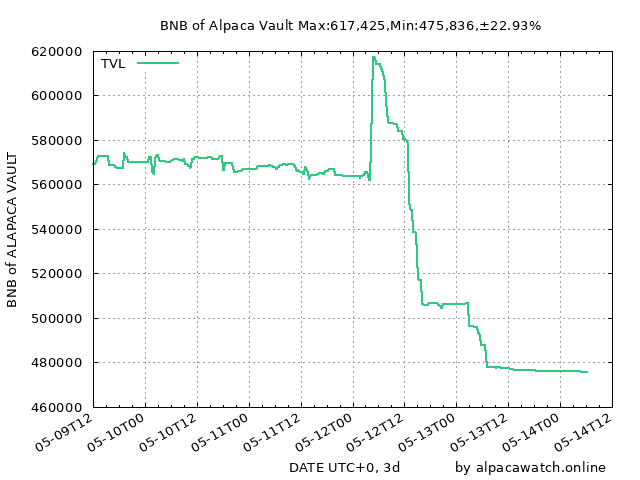 BNB of Alpaca Vault Max:617,425,Min:475,836,±22.93%
TVL
620000
600000
580000
560000
540000
520000
500000
480000
460000
BNB of ALAPACA VAULT
05-09T12
05-10T00
05-10T12
05-11T00
05-11T12
05-12T00
05-12T12
05-13T00
05-13T12
05-14T00
05-14T12
DATE UTC+0, 3d
by alpacawatch.online